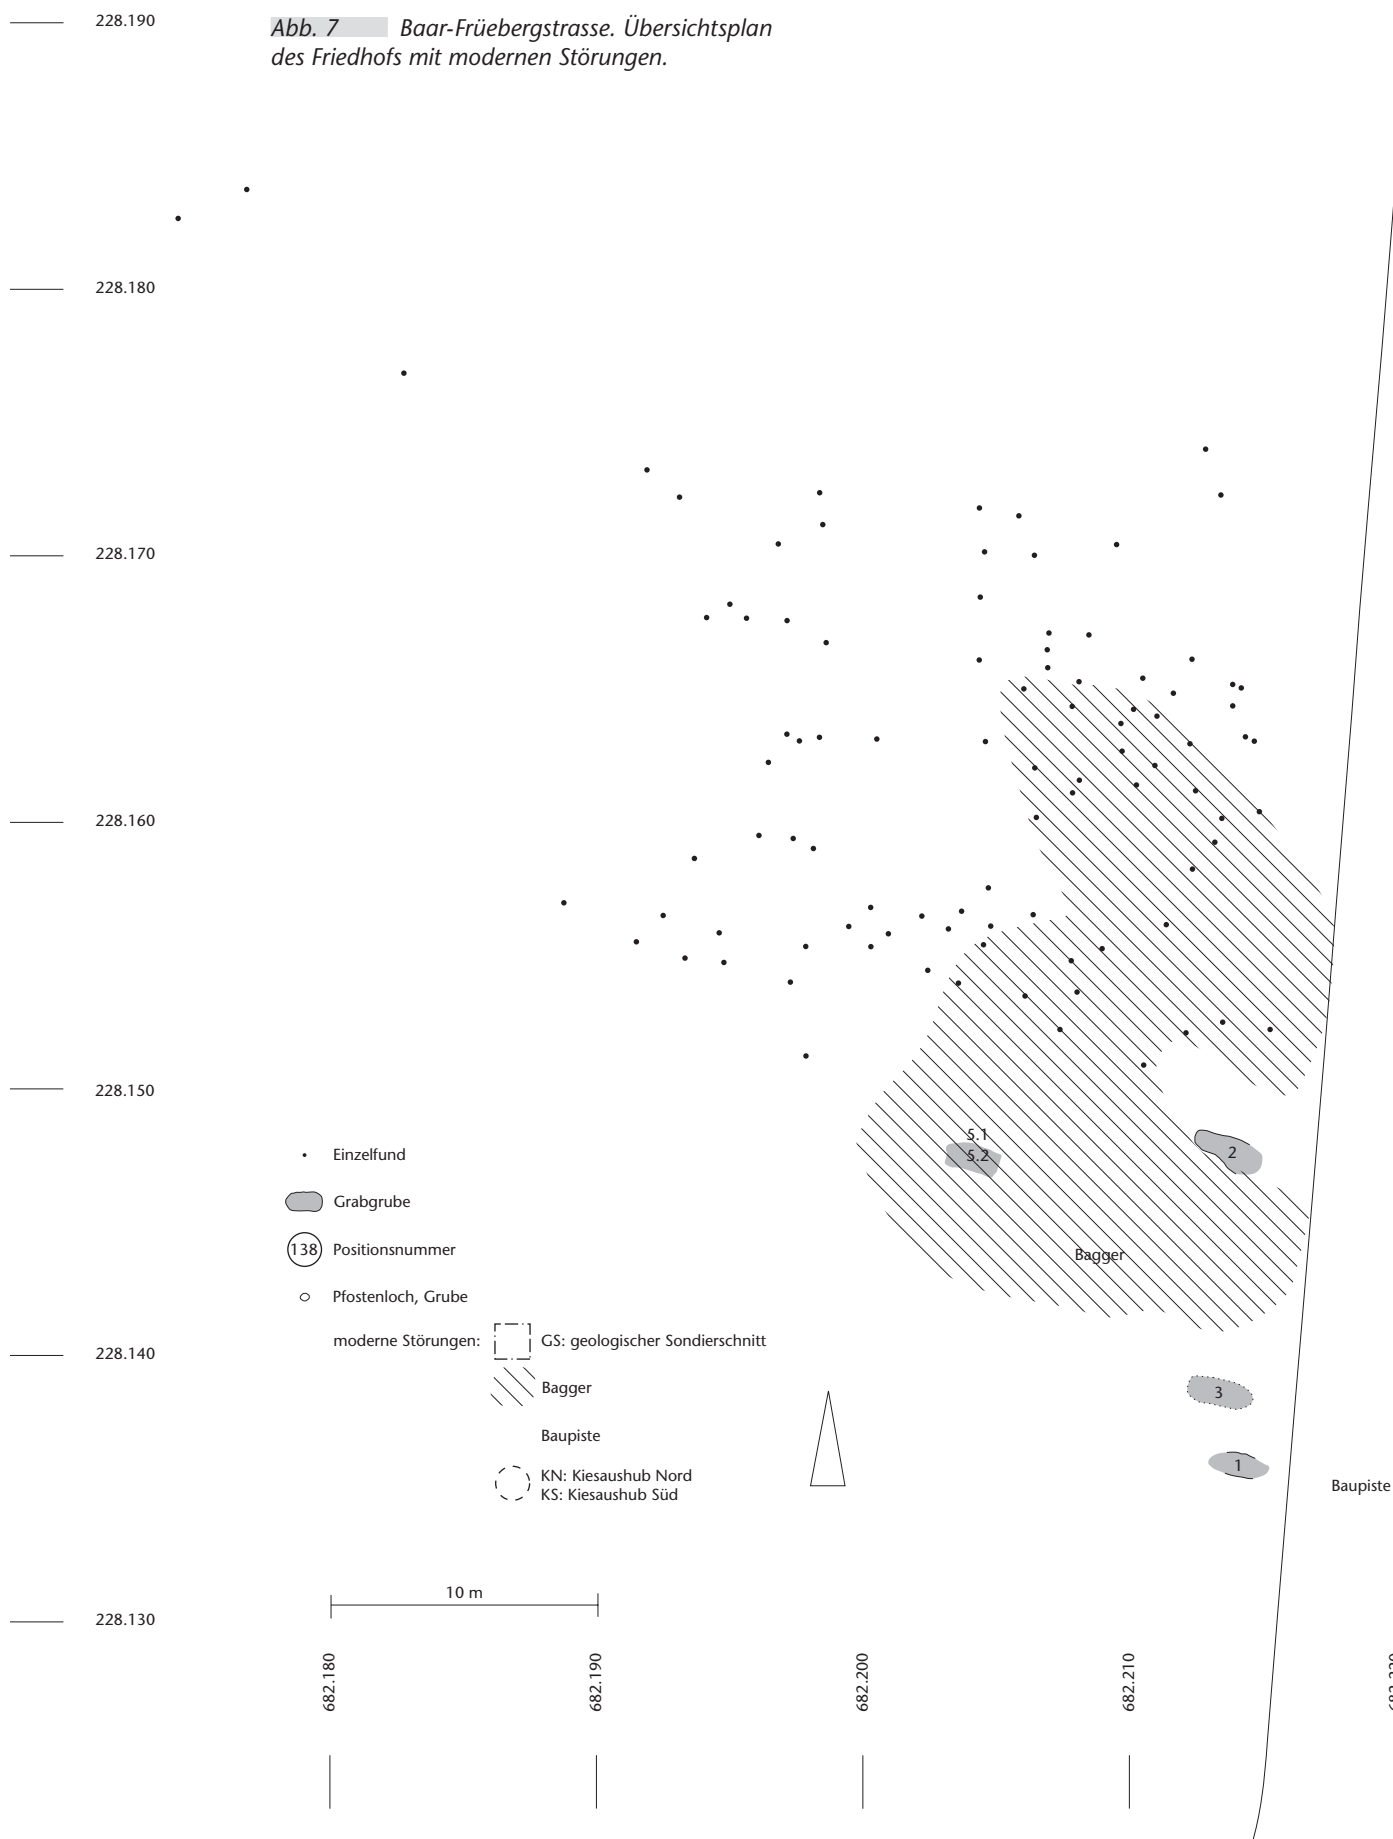 228.190
Abb. 7 Baar-Früebergstrasse. Übersichtsplan
des Friedhofs mit modernen Störungen.
228.180
228.170
228.160
228.150
5.1
5.2
2
Einzelfund
Grabgrube
138 Positionsnummer
Bagger
Pfostenloch, Grube
moderne Störungen: GS: geologischer Sondierschnitt
228.140
Bagger
3
Baupiste
1
KN: Kiesaushub Nord
KS: Kiesaushub Süd
Baupiste
10 m
228.130
682.180
682.190
682.200
682.210